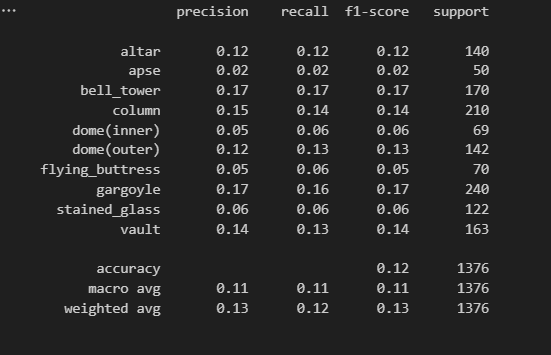 ...
precision recall f1-score support
altar 0.12 0.12 0.12 140
apse 0.02 0.02 0.02 50
bell_tower 0.17 0.17 0.17 170
column 0.15 0.14 0.14 210
dome(inner) 0.05 0.06 0.06 69
dome(outer) 0.12 0.13 0.13 142
flying_buttress 0.05 0.06 0.05 70
gargoyle 0.17 0.16 0.17 240
stained_glass 0.06 0.06 0.06 122
vault 0.14 0.13 0.14 163
accuracy 0.12 1376
macro avg 0.11 0.11 0.11 1376
weighted avg 0.13 0.12 0.13 1376